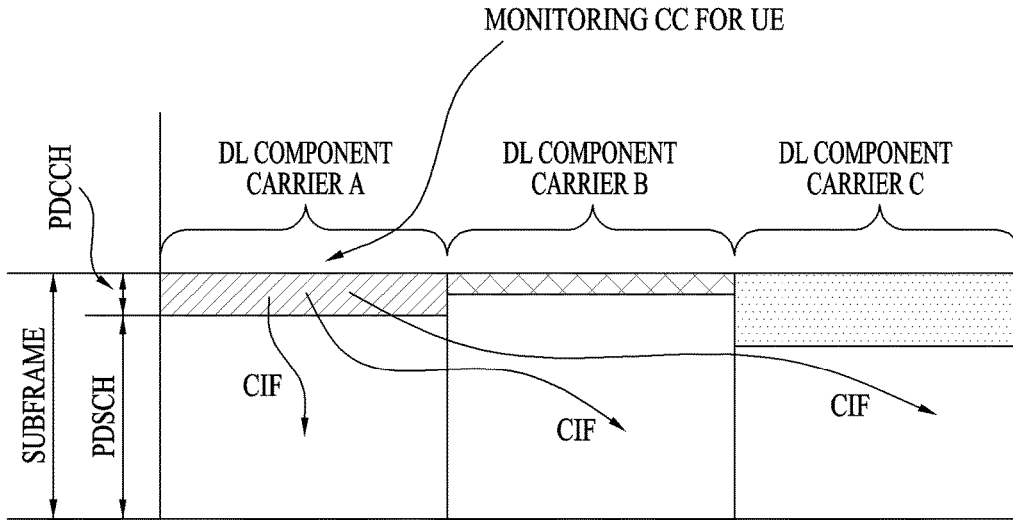 MONITORING CC FOR UE
DL COMPONENT
CARRIER A
DL COMPONENT
CARRIER B
DL COMPONENT
CARRIER C
PDCCH
SUBFRAME
PDSCH
CIF
CIF
CIF